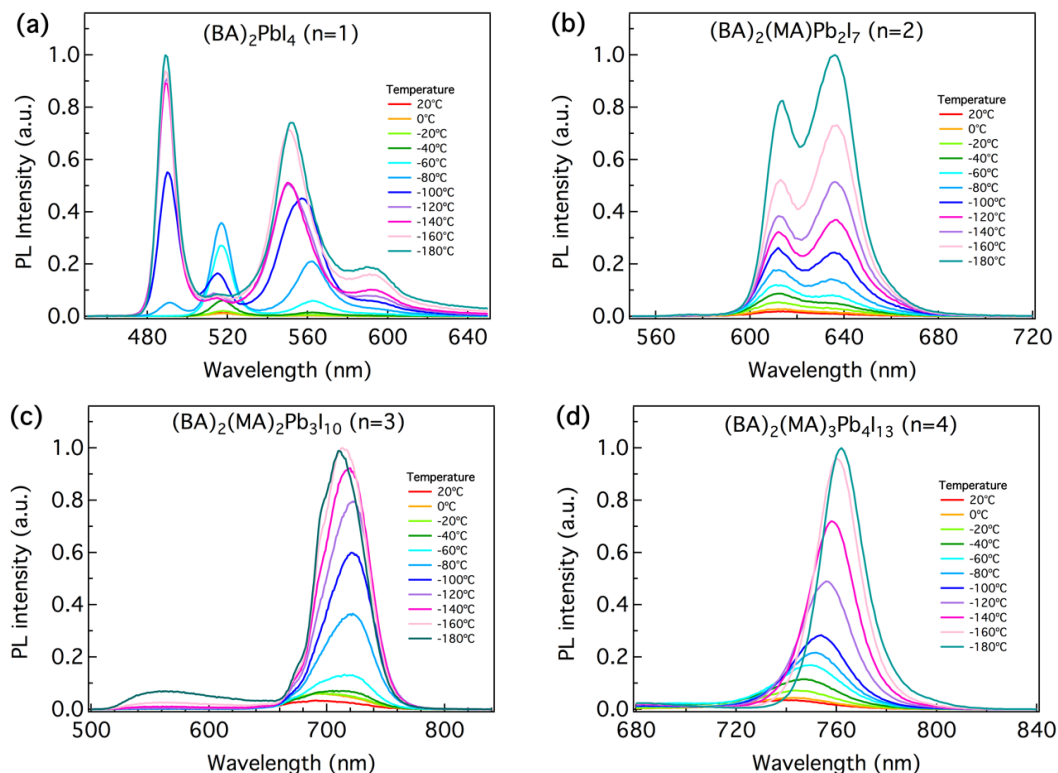 (a)
(BA)₂PbI₄ (n=1)
1.0
0.8
0.6
0.4
0.2
0.0
PL Intensity (a.u.)
Temperature
20ºC
0ºC
-20ºC
-40ºC
-60ºC
-80ºC
-100ºC
-120ºC
-140ºC
-160ºC
-180ºC
480 520 560 600 640
Wavelength (nm)
(b)
(BA)₂(MA)Pb₂I₇ (n=2)
1.0
0.8
0.6
0.4
0.2
0.0
PL intensity (a.u.)
Temperature
20ºC
0ºC
-20ºC
-40ºC
-60ºC
-80ºC
-100ºC
-120ºC
-140ºC
-160ºC
-180ºC
560 600 640 680 720
Wavelength (nm)
(c)
(BA)₂(MA)₂Pb₃I₁₀ (n=3)
1.0
0.8
0.6
0.4
0.2
0.0
PL intensity (a.u.)
Temperature
20ºC
0ºC
-20ºC
-40ºC
-60ºC
-80ºC
-100ºC
-120ºC
-140ºC
-160ºC
-180ºC
500 600 700 800
Wavelength (nm)
(d)
(BA)₂(MA)₃Pb₄I₁₃ (n=4)
1.0
0.8
0.6
0.4
0.2
0.0
PL intensity (a.u.)
Temperature
20ºC
0ºC
-20ºC
-40ºC
-60ºC
-80ºC
-100ºC
-120ºC
-140ºC
-160ºC
-180ºC
680 720 760 800 840
Wavelength (nm)